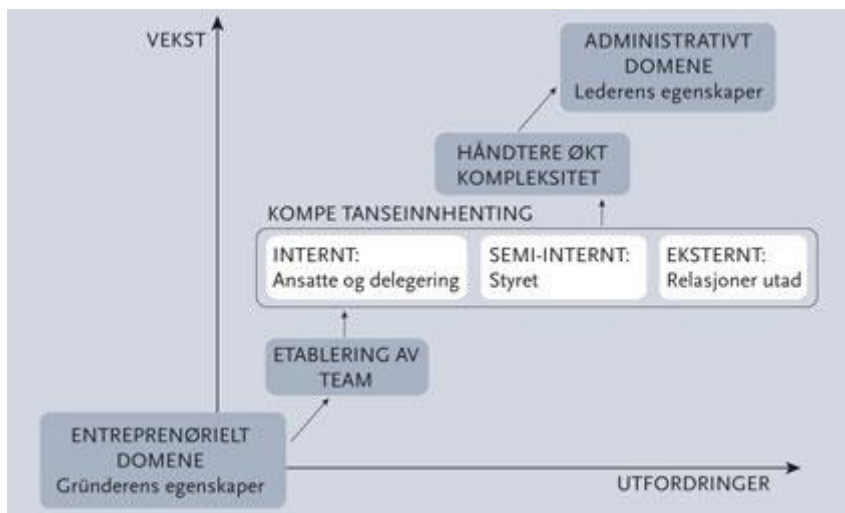 VEKST
ADMINISTRATIVT
DOMENE
Lederens egenskaper
HÅNDTERE ØKT
KOMPLEKSITET
KOMPE TANSEINNHENTING
INTERNT:
Ansatte og delegering
SEMI-INTERNT:
Styret
EKSTERNT:
Relasjoner utad
ETABLERING AV
TEAM
ENTREPRENØRIELT
DOMENE
Gründerens egenskaper
UTFORDRINGER